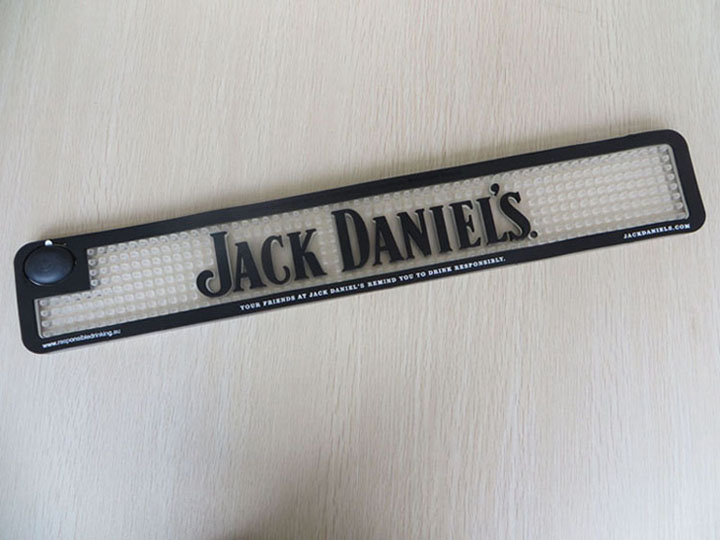 JACK DANIEL'S.
JACKDANIELS.COM
YOUR FRIENDS AT JACK DANIEL'S REMIND YOU TO DRINK RESPONSIBLY.
www.responsibledrinking.eu